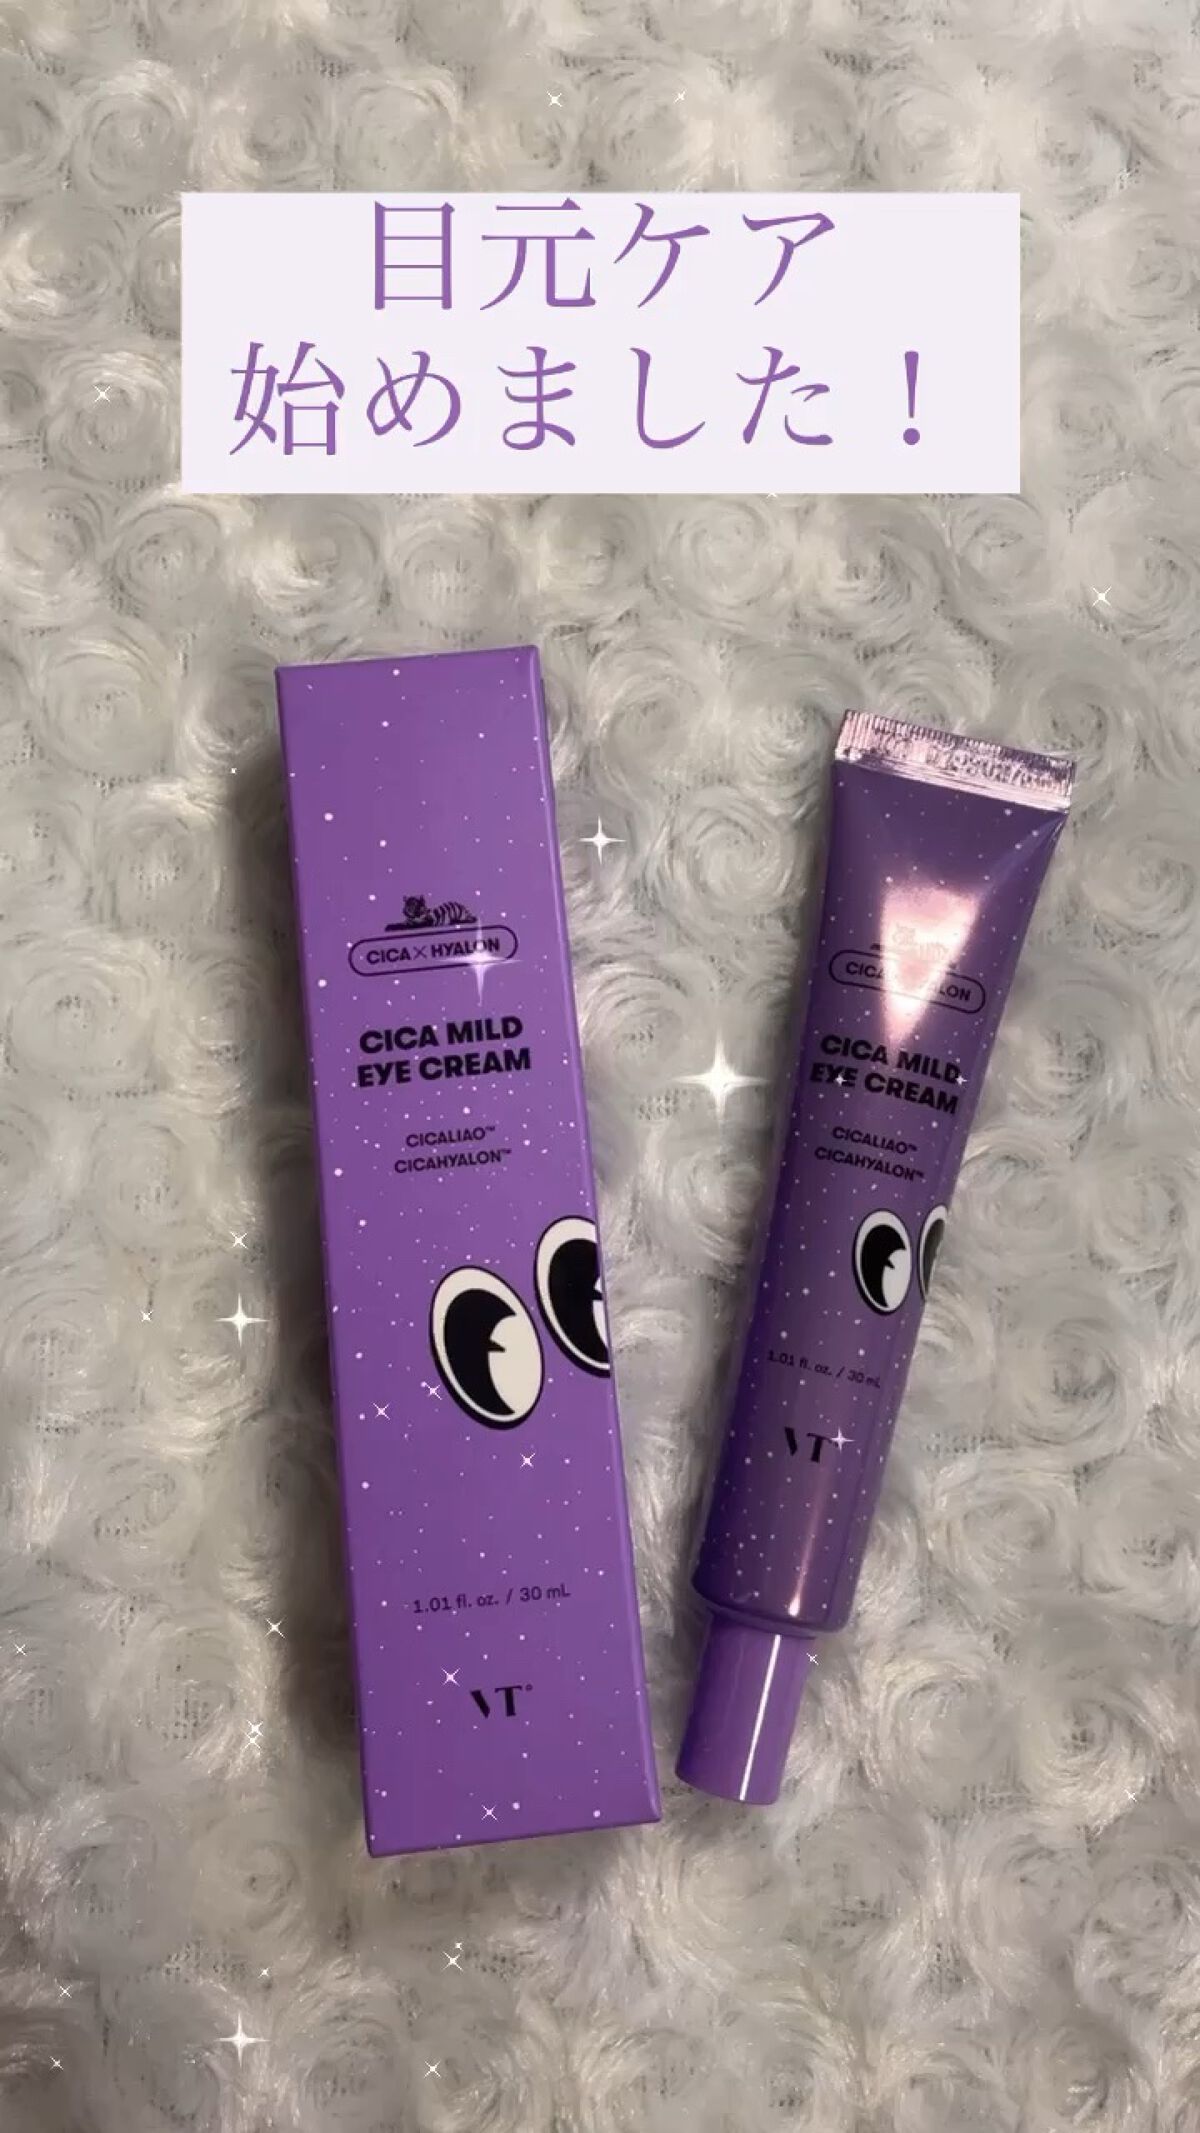 目元ケア
始めました！
CICA×HYALON
CICA MILD
EYE CREAM
CICALIAO™
CICAHYALON™
1.01 fl. oz. / 30 mL
VT
CICA MILD
EYE CREAM
CICALIAO™
CICAHYALON™
1.01 fl. oz. / 30 mL
VT